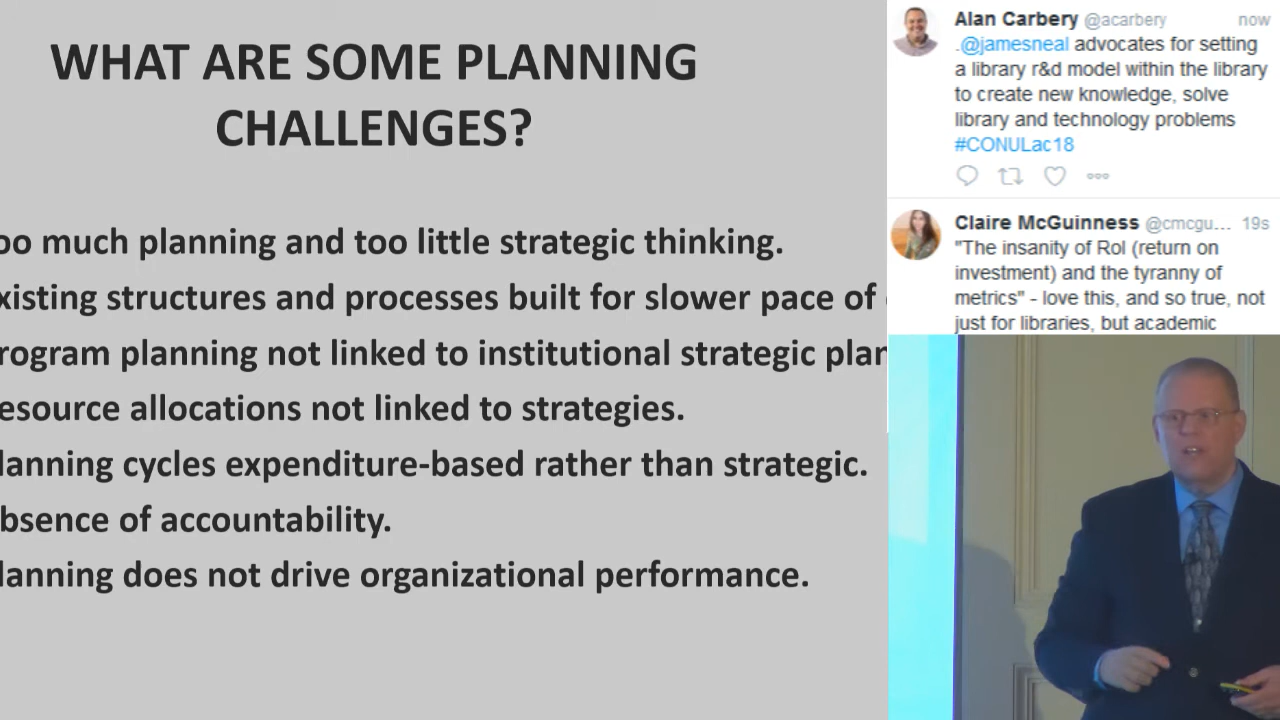 WHAT ARE SOME PLANNING
CHALLENGES?
oo much planning and too little strategic thinking.
xisting structures and processes built for slower pace of
rogram planning not linked to institutional strategic plan
esource allocations not linked to strategies.
lanning cycles expenditure-based rather than strategic.
bsence of accountability.
lanning does not drive organizational performance.
Alan Carbery @acarbery now
.@jamesneal advocates for setting
a library r&d model within the library
to create new knowledge, solve
library and technology problems
#CONULac18
Claire McGuinness @cmcgu... 19s
"The insanity of RoI (return on
investment) and the tyranny of
metrics" - love this, and so true, not
just for libraries, but academic